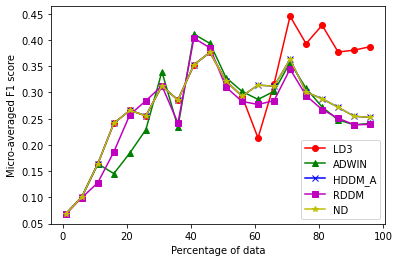 0.45
0.40
0.35
0.30
0.25
0.20
0.15
0.10
0.05
Micro-averaged F1 score
0
20
40
60
80
100
Percentage of data
LD3
ADWIN
HDDM_A
RDDM
ND